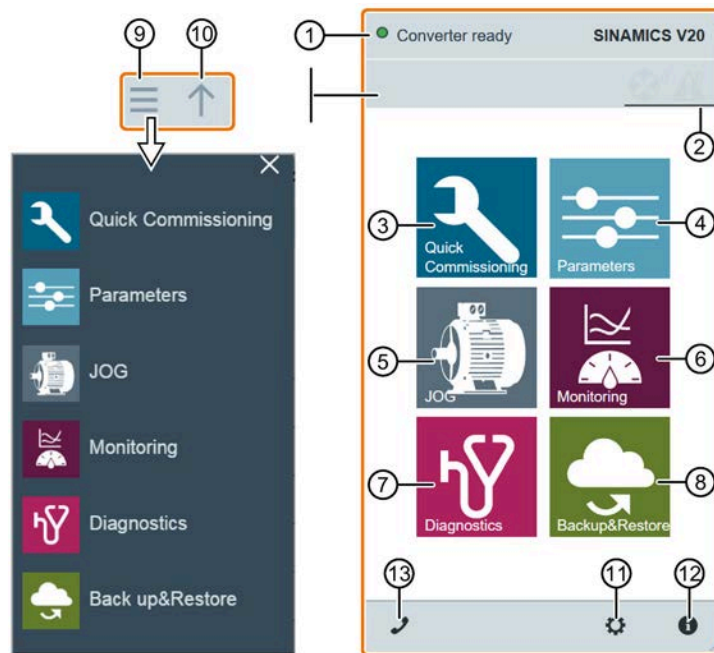 9
10
Quick Commissioning
Parameters
JOG
Monitoring
Diagnostics
Back up&Restore
1
Converter ready SINAMICS V20
2
3
Quick
Commissioning
Parameters
4
5
JOG
Monitoring
6
7
Diagnostics
Backup&Restore
8
13
11
12